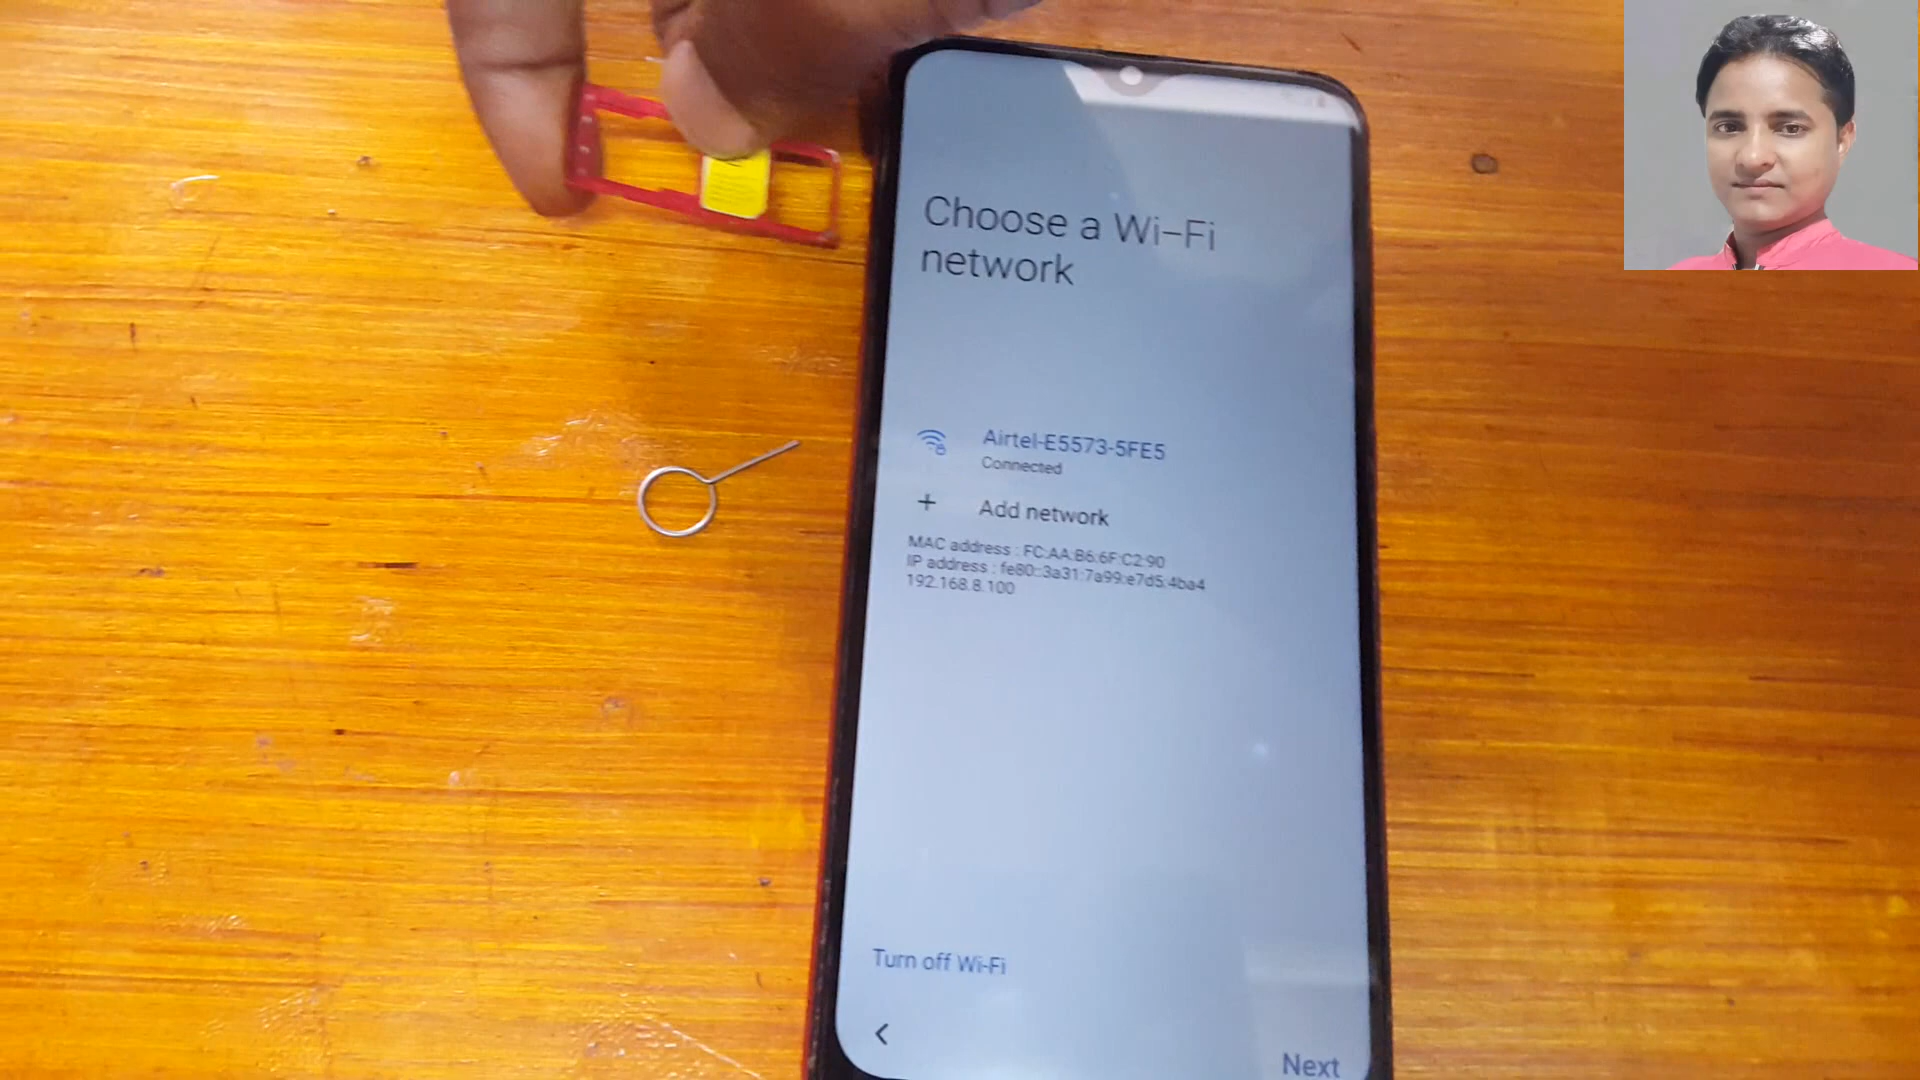 Choose a Wi-Fi
network
Airtel-E5573-5FE5
Connected
+ Add network
MAC address : FC:AA:B6:6F:C2:90
IP address : fe80::3a31:7a99:e7d5:4ba4
192.168.8.100
Turn off Wi-Fi
Next